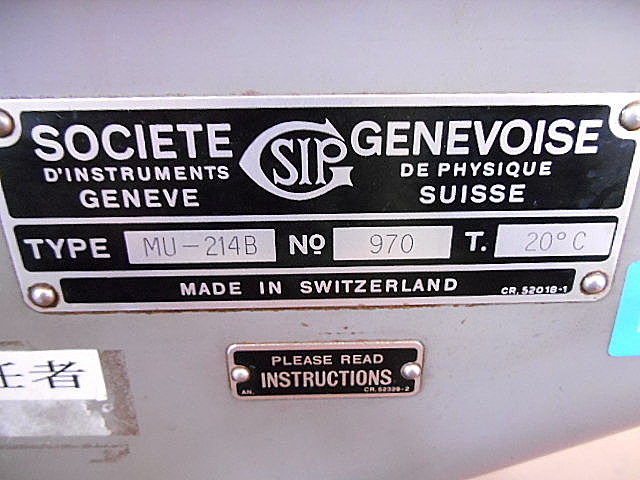 SOCIETE SIP GENEVOISE
D'INSTRUMENTS DE PHYSIQUE
GENEVE SUISSE
TYPE MU-214B No 970 T. 20°C
MADE IN SWITZERLAND CR.52018-1
任者
PLEASE READ
INSTRUCTIONS
AN. CR.52329-2